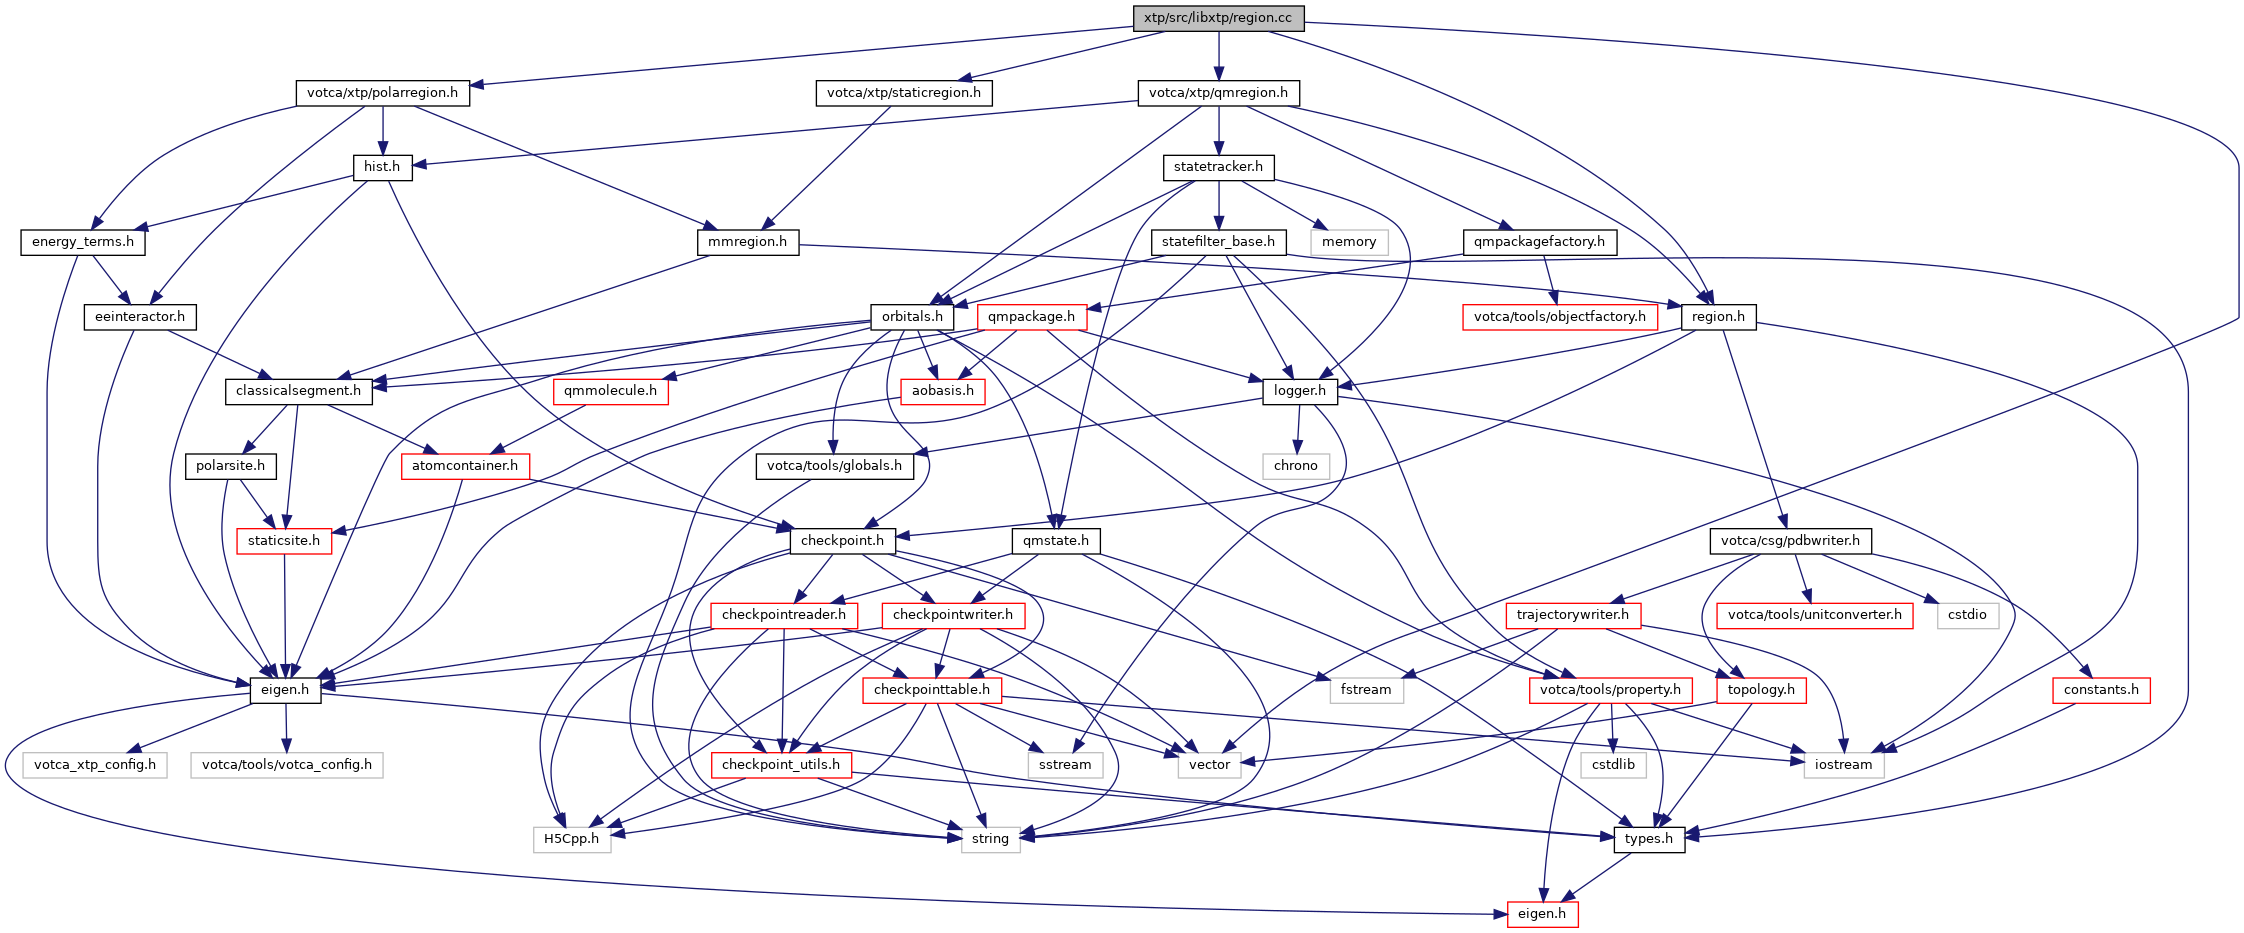 xtp/src/libxtp/region.cc
votca/xtp/polarregion.h
votca/xtp/staticregion.h
votca/xtp/qmregion.h
hist.h
statetracker.h
energy_terms.h
mmregion.h
statefilter_base.h
memory
qmpackagefactory.h
eeinteractor.h
orbitals.h
qmpackage.h
votca/tools/objectfactory.h
region.h
classicalsegment.h
qmmolecule.h
aobasis.h
logger.h
polarsite.h
atomcontainer.h
votca/tools/globals.h
chrono
staticsite.h
checkpoint.h
qmstate.h
votca/csg/pdbwriter.h
checkpointreader.h
checkpointwriter.h
trajectorywriter.h
votca/tools/unitconverter.h
cstdio
eigen.h
checkpointtable.h
fstream
votca/tools/property.h
topology.h
constants.h
votca_xtp_config.h
votca/tools/votca_config.h
checkpoint_utils.h
sstream
vector
cstdlib
iostream
H5Cpp.h
string
types.h
eigen.h